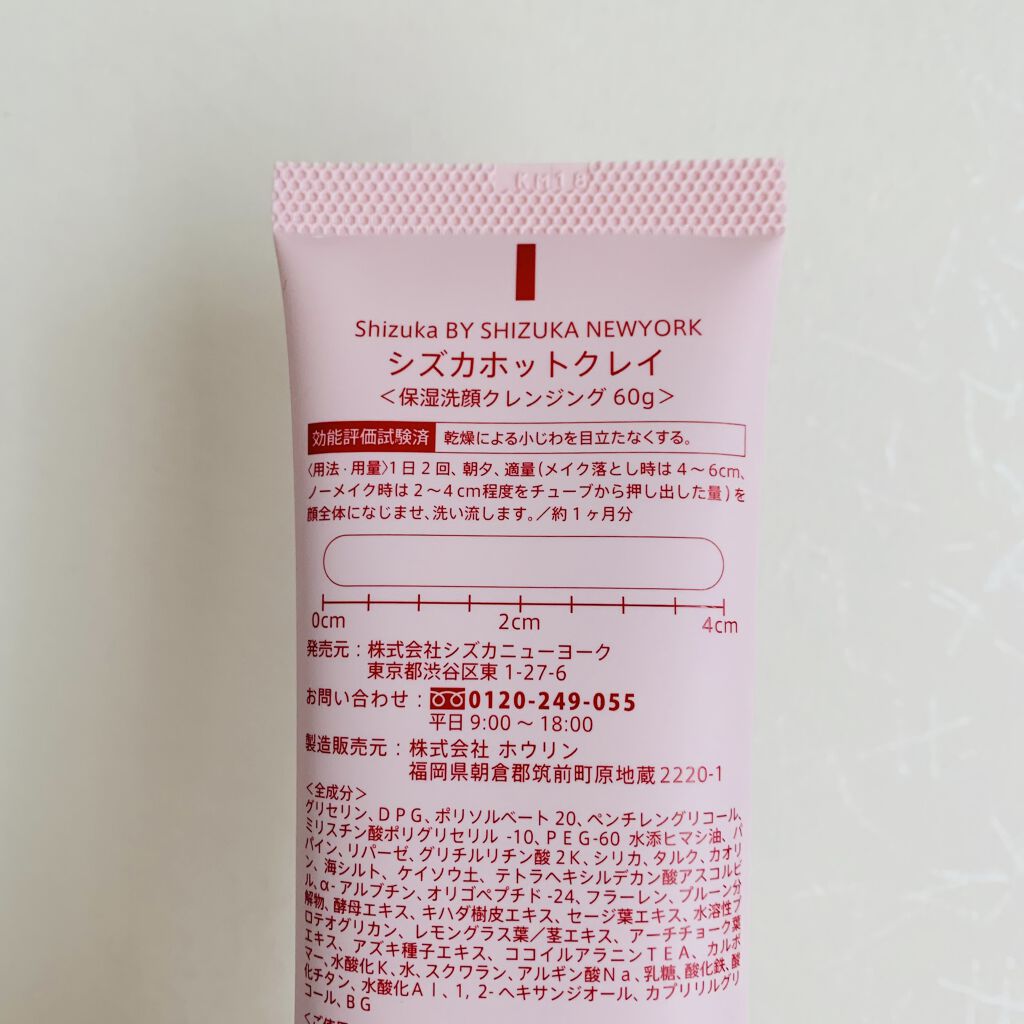 KM18
Shizuka BY SHIZUKA NEWYORK
シズカホットクレイ
＜保湿洗顔クレンジング 60g＞
効能評価試験済 乾燥による小じわを目立たなくする。
〈用法・用量〉1日2回、朝夕、適量(メイク落とし時は4～6cm、
ノーメイク時は2～4cm程度をチューブから押し出した量)を
顔全体になじませ、洗い流します。／約1ヶ月分
0cm 2cm 4cm
発売元：株式会社シズカニューヨーク
東京都渋谷区東1-27-6
お問い合わせ：0120-249-055
平日 9:00～18:00
製造販売元：株式会社 ホウリン
福岡県朝倉郡筑前町原地蔵2220-1
＜全成分＞
グリセリン、DPG、ポリソルベート20、ペンチレングリコール、
ミリスチン酸ポリグリセリル-10、PEG-60水添ヒマシ油、パ
パイン、リパーゼ、グリチルリチン酸2K、シリカ、タルク、カオリ
ン、海シルト、ケイソウ土、テトラヘキシルデカン酸アスコルビ
ル、α-アルブチン、オリゴペプチド-24、フラーレン、プルーン分
解物、酵母エキス、キハダ樹皮エキス、セージ葉エキス、水溶性プ
ロテオグリカン、レモングラス葉／茎エキス、アーチチョーク葉
エキス、アズキ種子エキス、ココイルアラニンTEA、カルボ
マー、水酸化K、水、スクワラン、アルギン酸Na、乳糖、酸化鉄、酸
化チタン、水酸化Al、1,2-ヘキサンジオール、カプリリルグリ
コール、BG